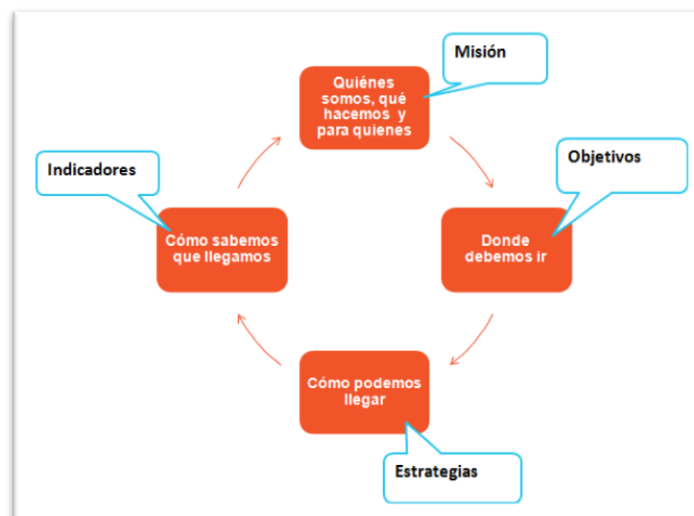 Misión
Quiénes
somos, qué
hacemos y
para quienes
Indicadores
Objetivos
Cómo sabemos
que llegamos
Donde
debemos ir
Cómo podemos
llegar
Estrategias